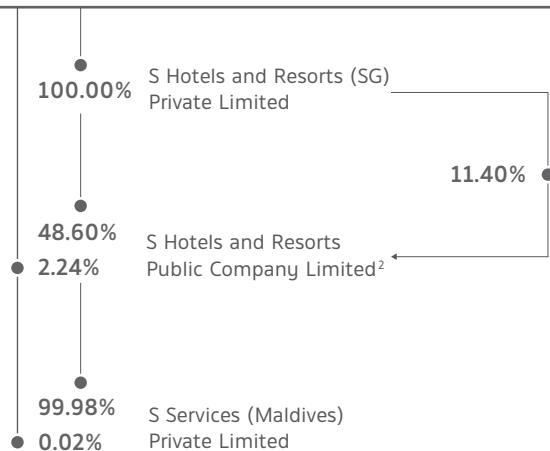 100.00%
S Hotels and Resorts (SG)
Private Limited
11.40%
48.60%
2.24%
S Hotels and Resorts
Public Company Limited²
99.98%
0.02%
S Services (Maldives)
Private Limited